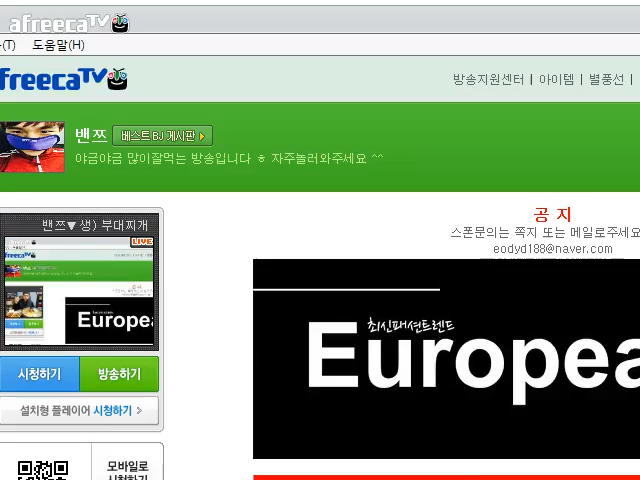 afreecaTV
(T) 도움말(H)
afreecaTV
방송지원센터 | 아이템 | 별풍선 |
밴쯔 베스트BJ 게시판
야금야금 많이잘먹는 방송입니다 ㅎ 자주놀러와주세요 ^^
공 지
스폰문의는 쪽지 또는 메일로주세요
eodyd188@naver.com
밴쯔▼생) 부대찌개
LIVE
Europea
시청하기 방송하기
설치형 플레이어 시청하기 >
최신패션트렌드
Europea
모바일로
시청하기